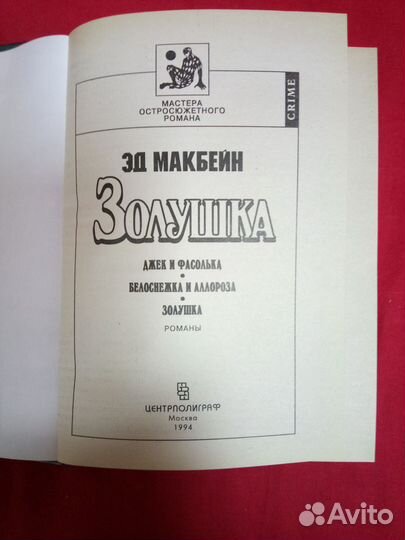 МАСТЕРА
ОСТРОСЮЖЕТНОГО
РОМАНА
CRIME
ЭД МАКБЕЙН
ЗОЛУШКА
ДЖЕК И ФАСОЛЬКА
БЕЛОСНЕЖКА И АЛЛОРОЗА
ЗОЛУШКА
РОМАНЫ
ЦЕНТРПОЛИГРАФ
Москва
1994
Avito